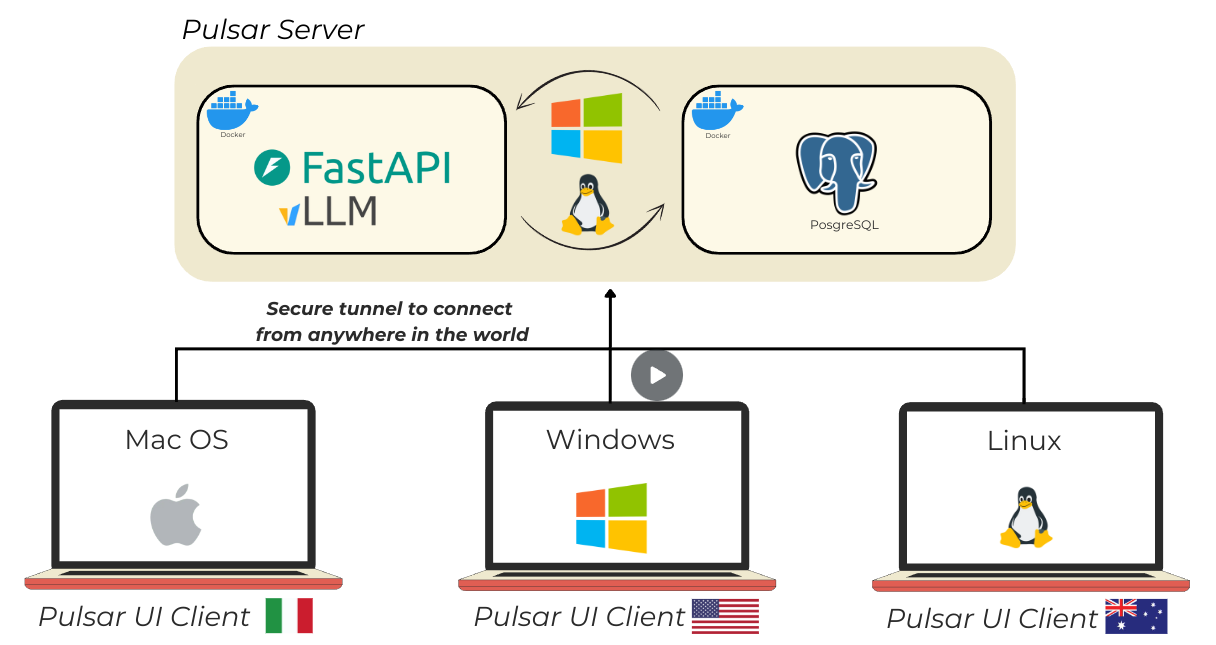 Pulsar Server
Docker
FastAPI
vLLM
Docker
PosgreSQL
Secure tunnel to connect
from anywhere in the world
Mac OS
Windows
Linux
Pulsar UI Client
Pulsar UI Client
Pulsar UI Client